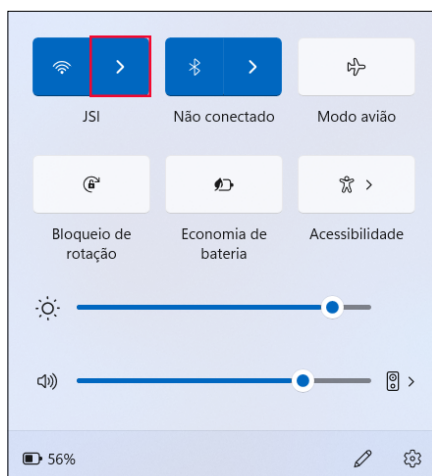 JSI
Não conectado
Modo avião
Bloqueio de
rotação
Economia de
bateria
Acessibilidade
56%